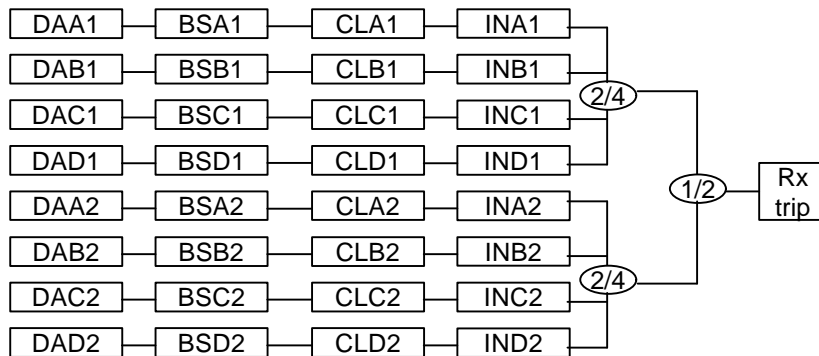 DAA1 BSA1 CLA1 INA1
DAB1 BSB1 CLB1 INB1
2/4
DAC1 BSC1 CLC1 INC1
DAD1 BSD1 CLD1 IND1
1/2
Rx
trip
DAA2 BSA2 CLA2 INA2
DAB2 BSB2 CLB2 INB2
2/4
DAC2 BSC2 CLC2 INC2
DAD2 BSD2 CLD2 IND2